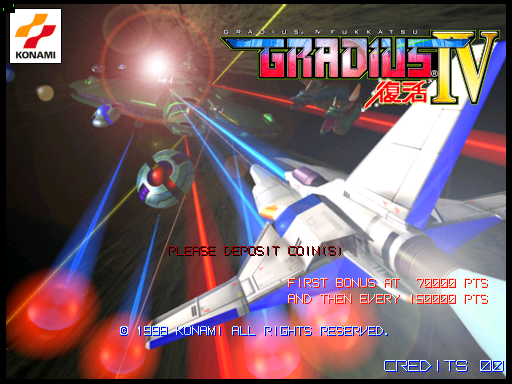 KONAMI
GRADIUS IV FUKKATSU
GRADIUS IV
復活
PLEASE DEPOSIT COIN(S)
FIRST BONUS AT 70000 PTS
AND THEN EVERY 150000 PTS
© 1998 KONAMI ALL RIGHTS RESERVED.
CREDITS 00